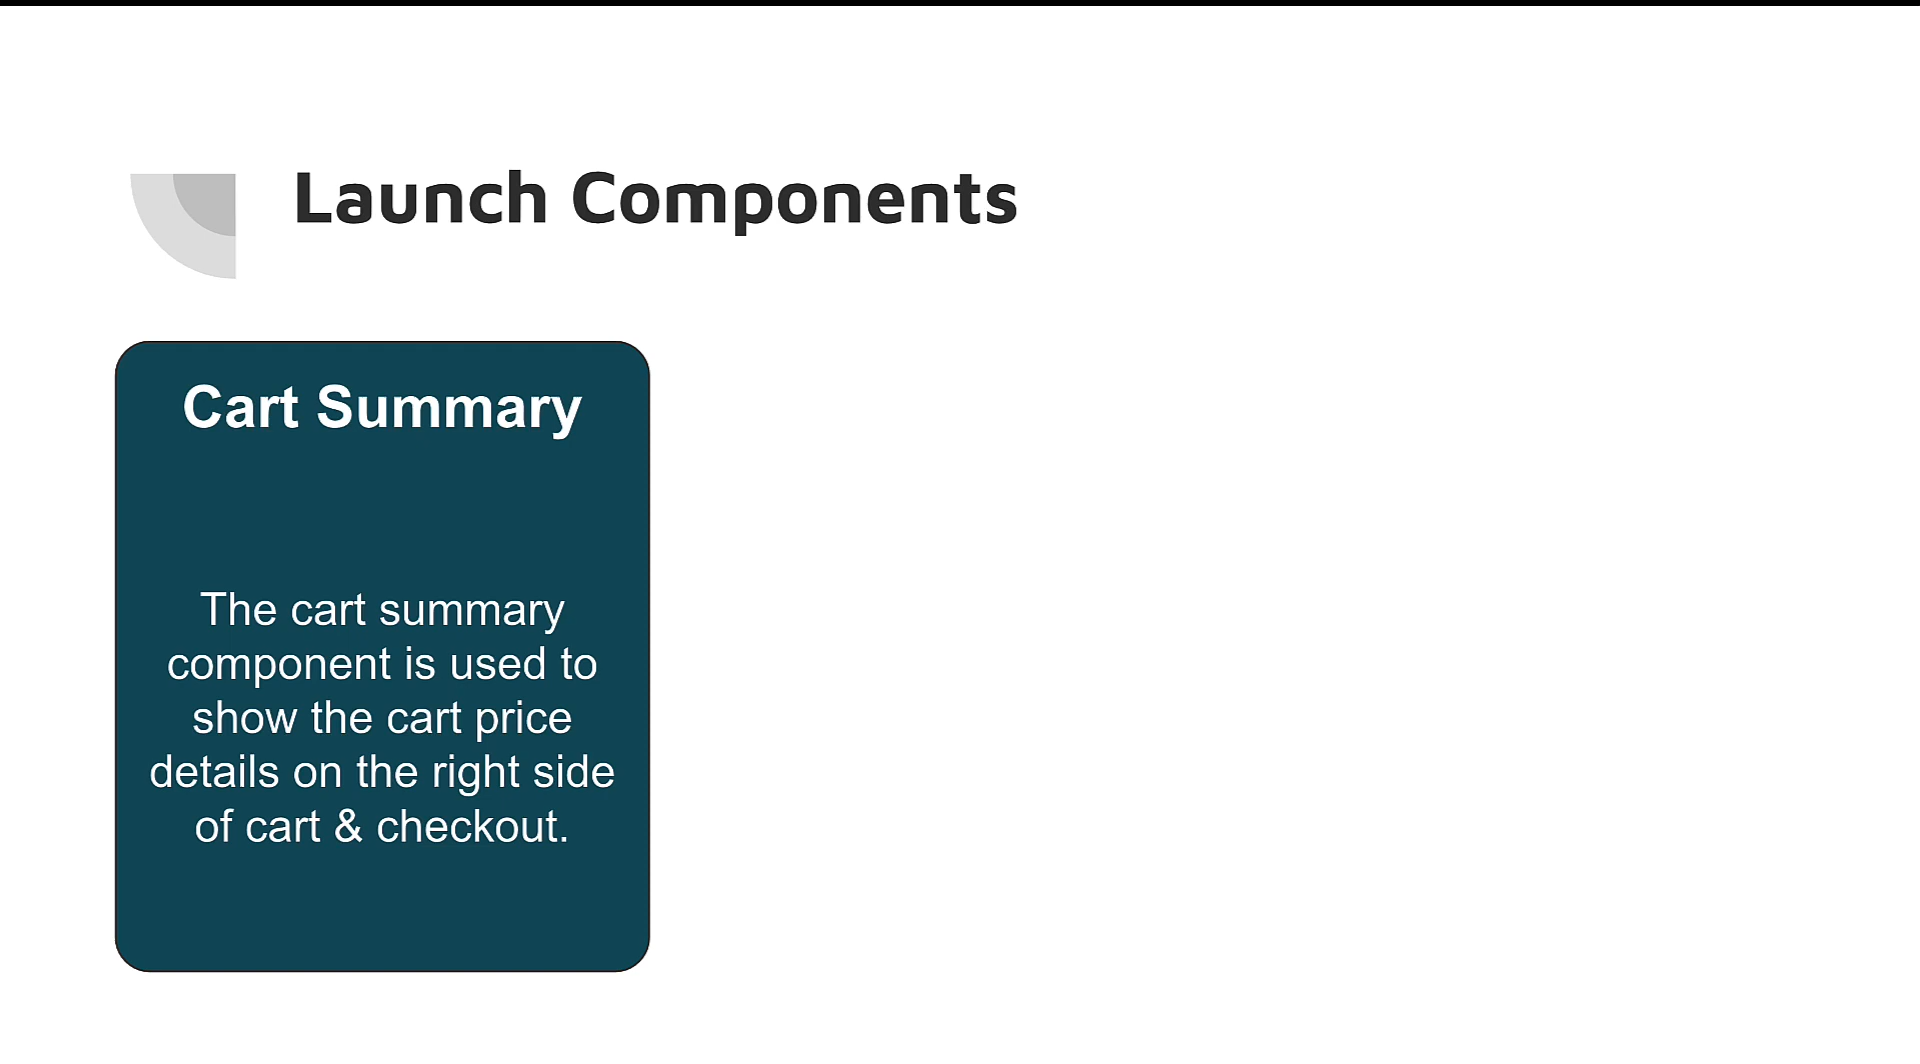 Launch Components
Cart Summary
The cart summary
component is used to
show the cart price
details on the right side
of cart & checkout.